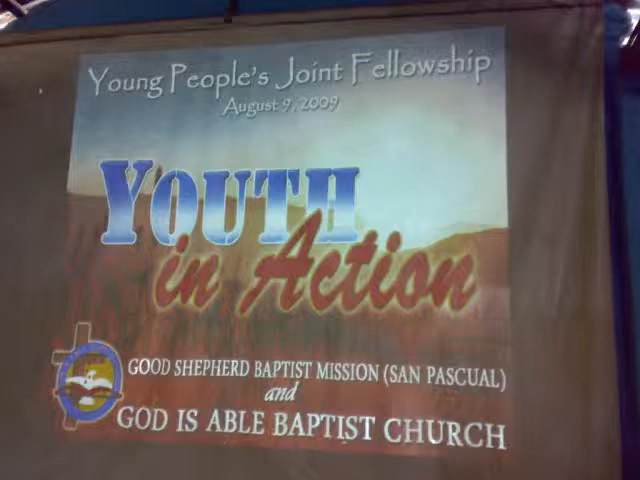 Young People's Joint Fellowship
August 9, 2009
YOUTH
in Action
GOOD SHEPHERD BAPTIST MISSION (SAN PASCUAL)
and
GOD IS ABLE BAPTIST CHURCH